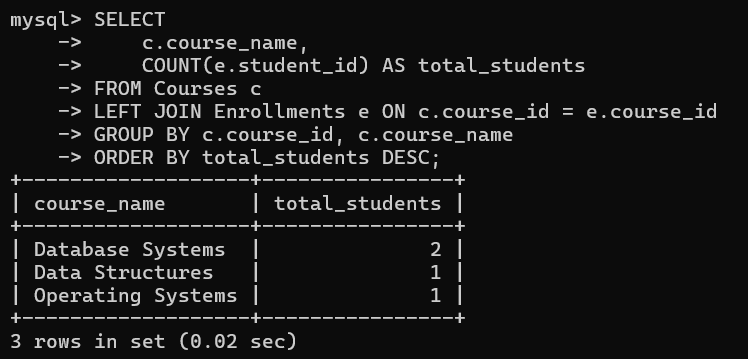 mysql> SELECT
    ->     c.course_name,
    ->     COUNT(e.student_id) AS total_students
    -> FROM Courses c
    -> LEFT JOIN Enrollments e ON c.course_id = e.course_id
    -> GROUP BY c.course_id, c.course_name
    -> ORDER BY total_students DESC;
+-------------------+----------------+
| course_name       | total_students |
+-------------------+----------------+
| Database Systems  |              2 |
| Data Structures   |              1 |
| Operating Systems |              1 |
+-------------------+----------------+
3 rows in set (0.02 sec)